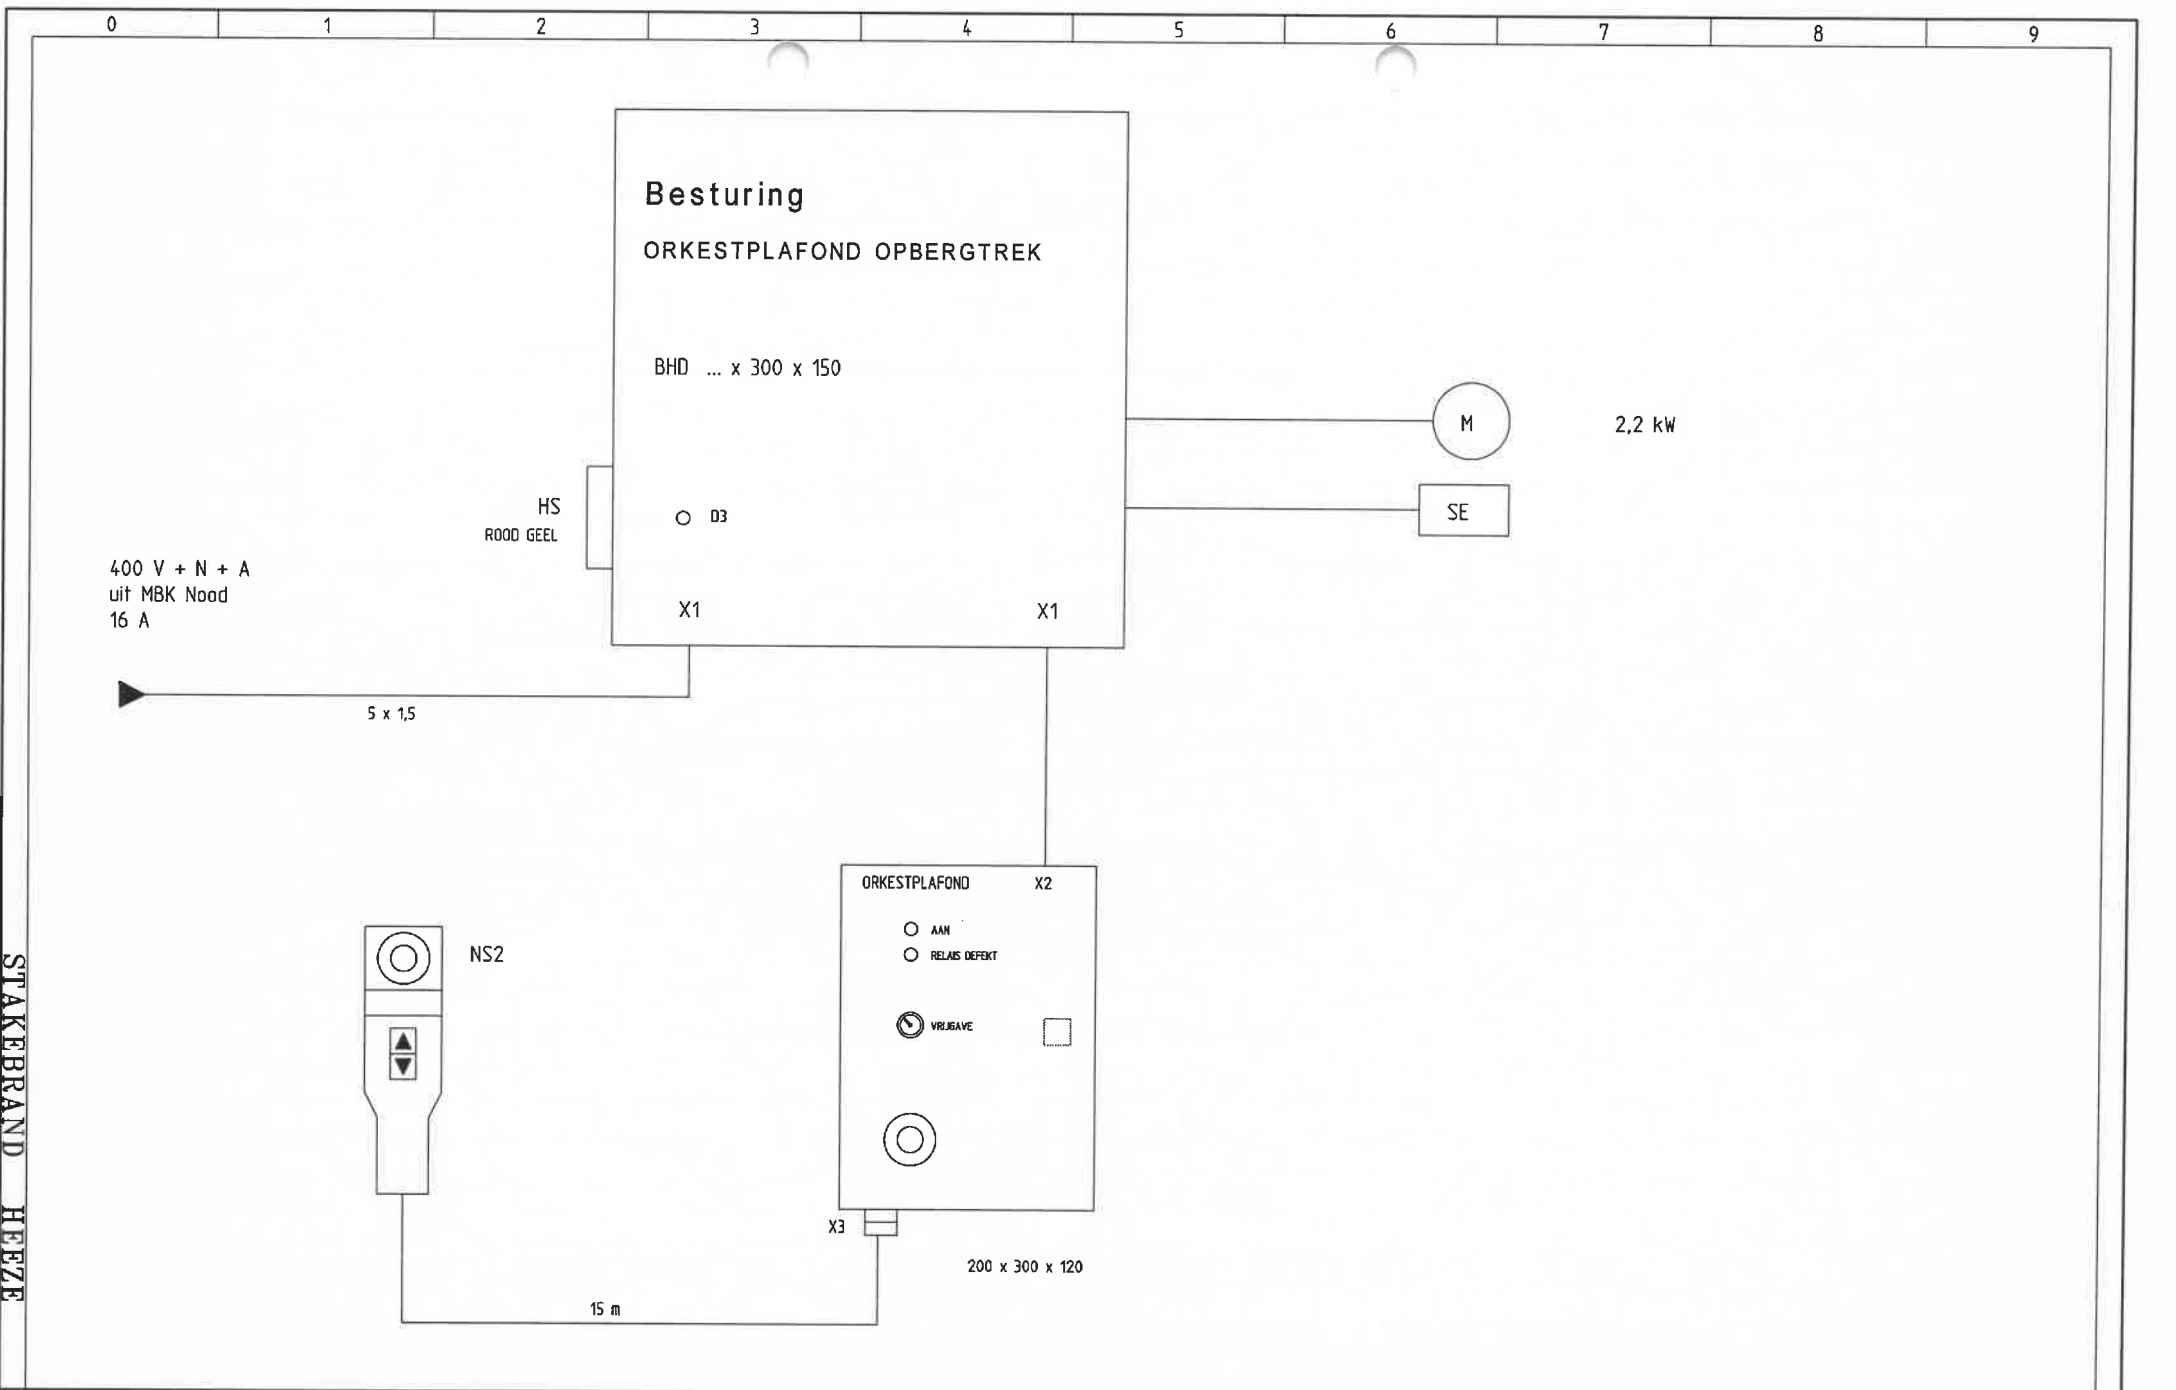 0 1 2 3 4 5 6 7 8 9
Besturing
ORKESTPLAFOND OPBERGTREK
BHD ... x 300 x 150
M
2,2 kW
HS
ROOD GEEL
D3
SE
400 V + N + A
uit MBK Nood
16 A
X1
X1
5 x 1,5
ORKESTPLAFOND X2
AAN
RELAIS DEFEKT
NS2
VRIJGAVE
X3
200 x 300 x 120
15 m
STAKEBRAND HEEZE